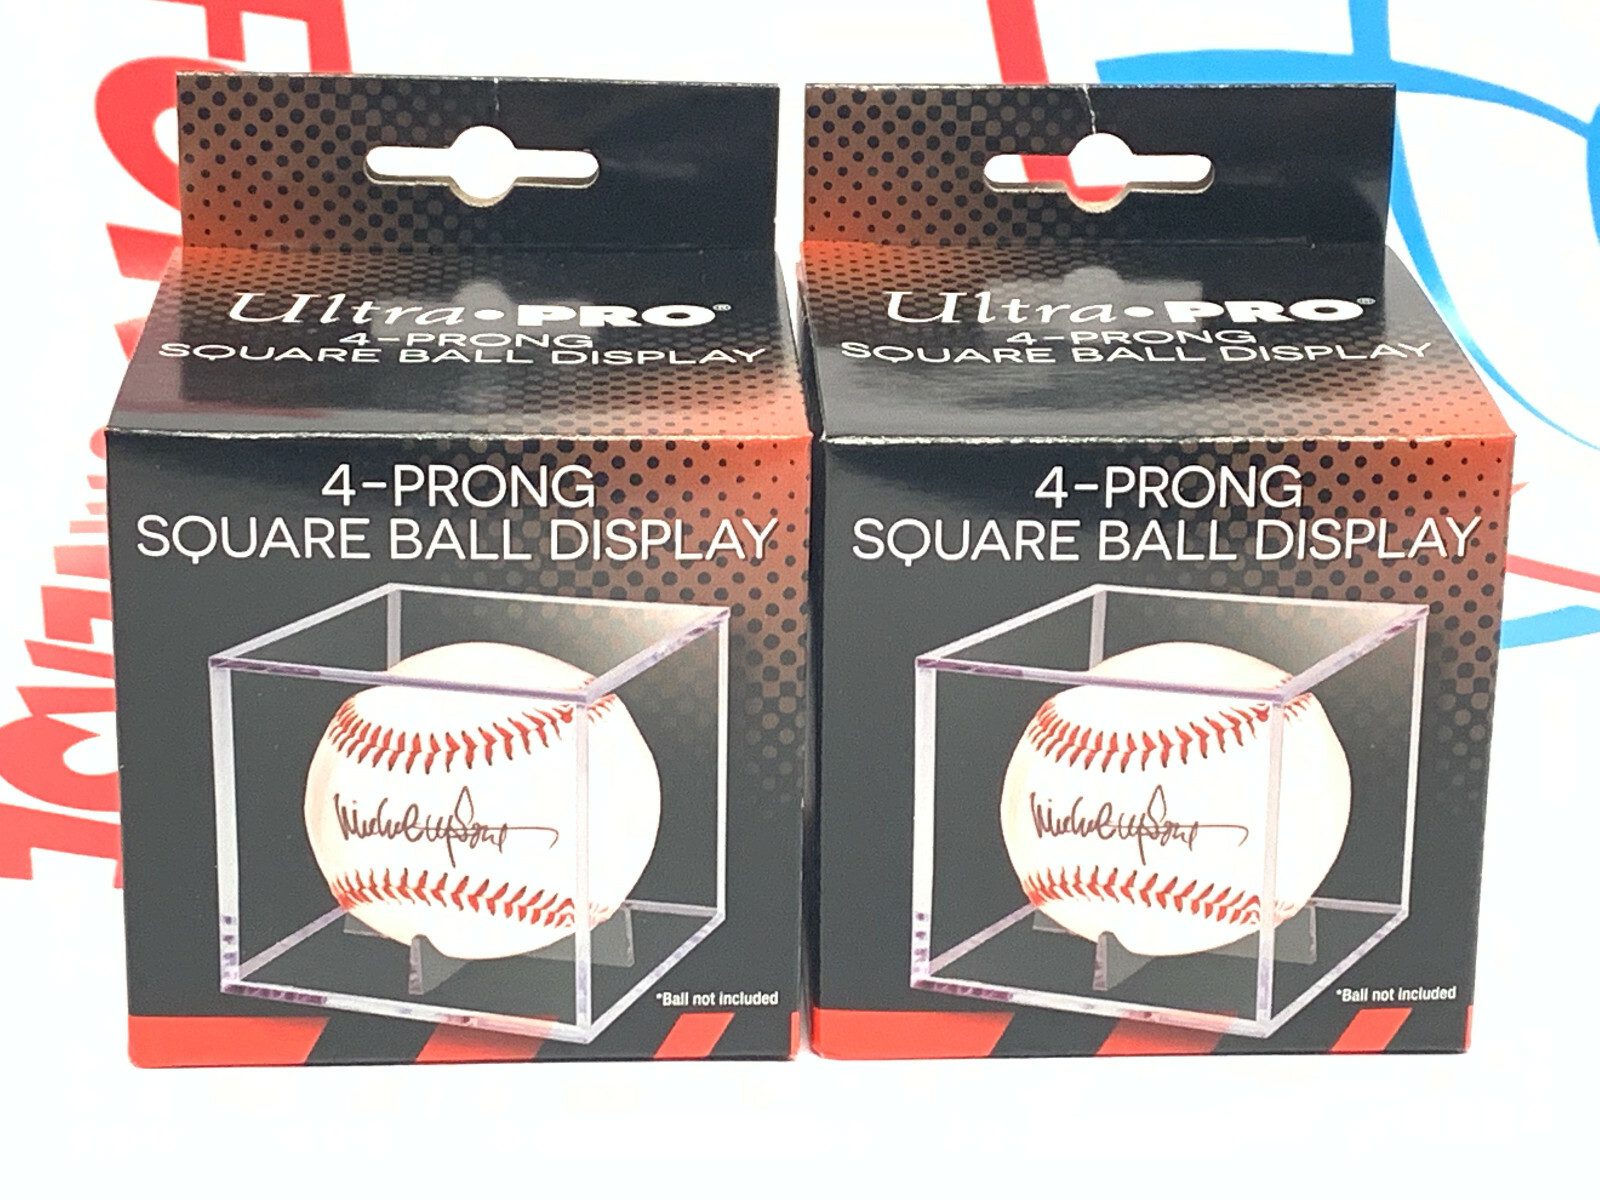 Ultra•PRO®
4-PRONG
SQUARE BALL DISPLAY
4-PRONG
SQUARE BALL DISPLAY
*Ball not included
Ultra•PRO®
4-PRONG
SQUARE BALL DISPLAY
4-PRONG
SQUARE BALL DISPLAY
*Ball not included